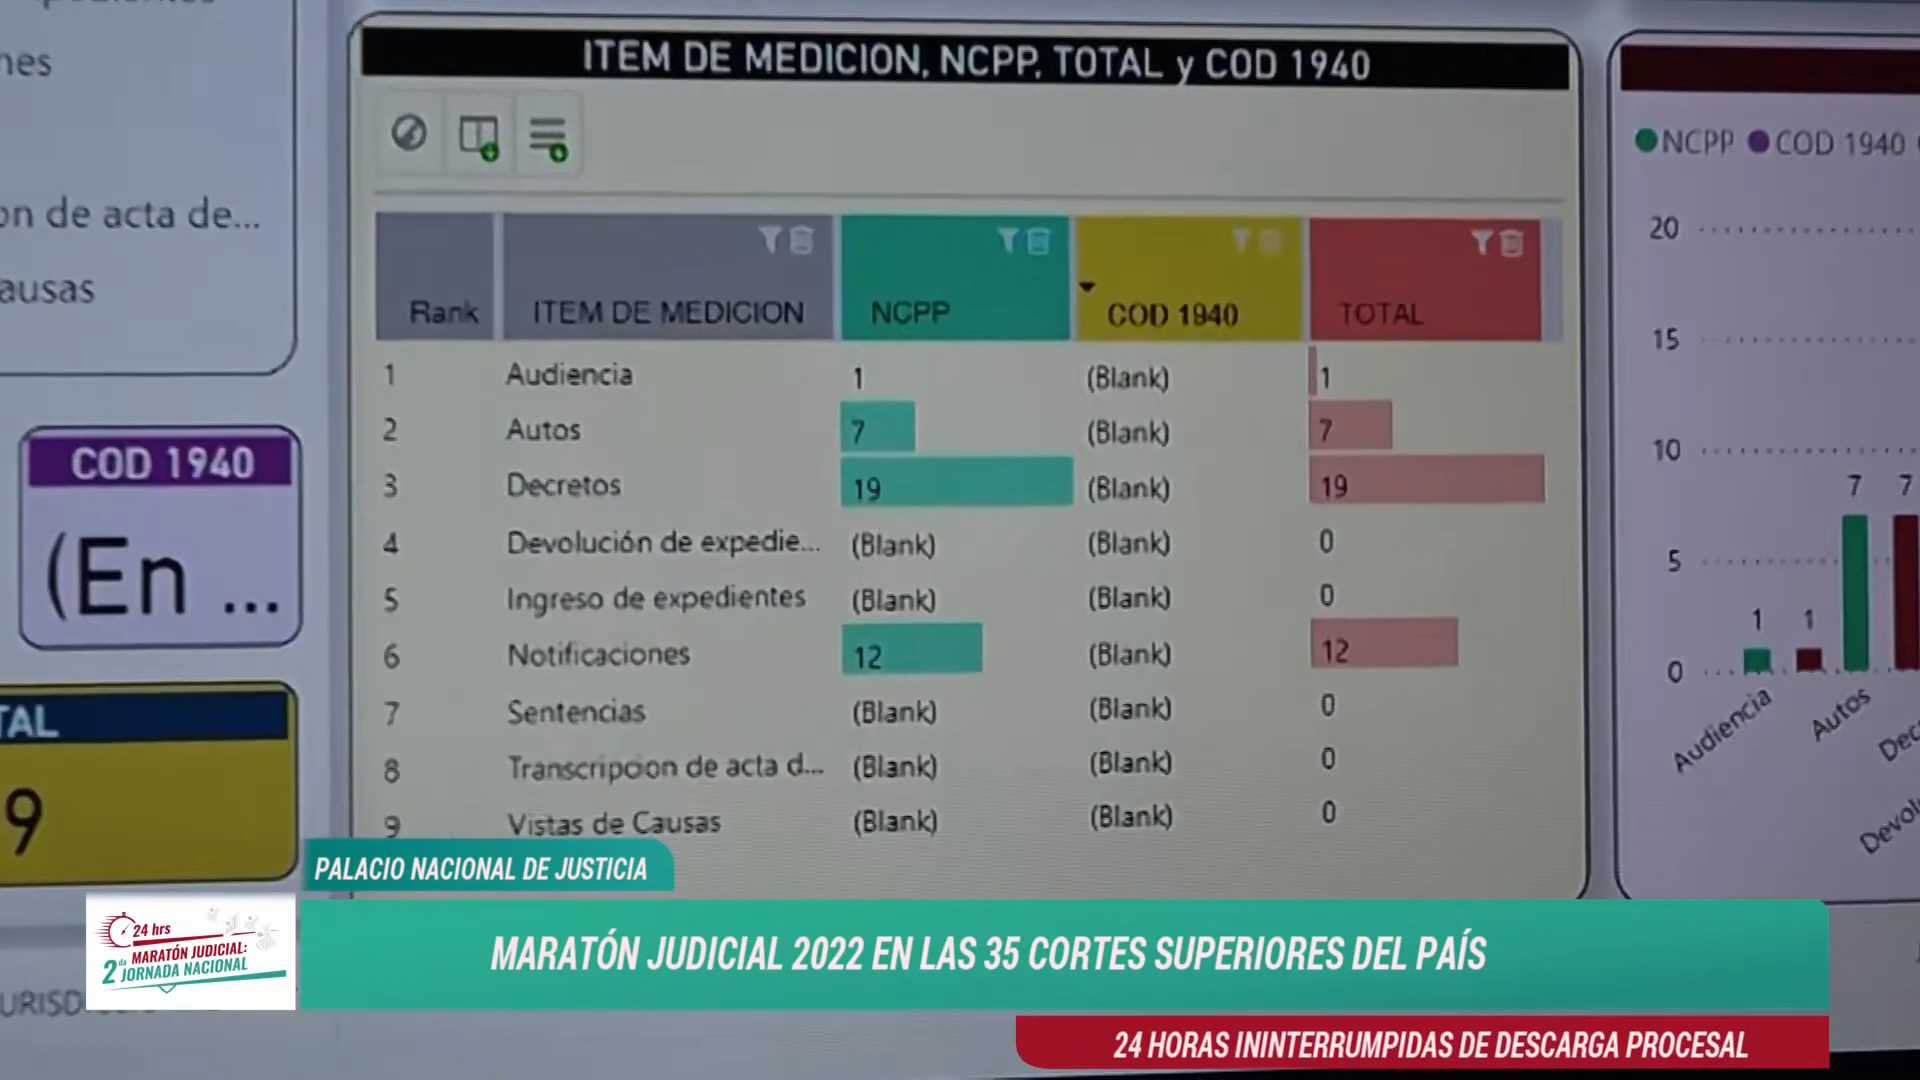 nes
on de acta de...
ausas
COD 1940
(En ...
TAL
9
ITEM DE MEDICION, NCPP, TOTAL y COD 1940
Rank ITEM DE MEDICION NCPP COD 1940 TOTAL
1 Audiencia 1 (Blank) 1
2 Autos 7 (Blank) 7
3 Decretos 19 (Blank) 19
4 Devolución de expedie... (Blank) (Blank) 0
5 Ingreso de expedientes (Blank) (Blank) 0
6 Notificaciones 12 (Blank) 12
7 Sentencias (Blank) (Blank) 0
8 Transcripcion de acta d... (Blank) (Blank) 0
9 Vistas de Causas (Blank) (Blank) 0
NCPP COD 1940
20
15
10
7 7
5
1 1
0
Audiencia
Autos
Dec
Devol
PALACIO NACIONAL DE JUSTICIA
24 hrs
MARATÓN JUDICIAL:
2da JORNADA NACIONAL
MARATÓN JUDICIAL 2022 EN LAS 35 CORTES SUPERIORES DEL PAÍS
24 HORAS ININTERRUMPIDAS DE DESCARGA PROCESAL